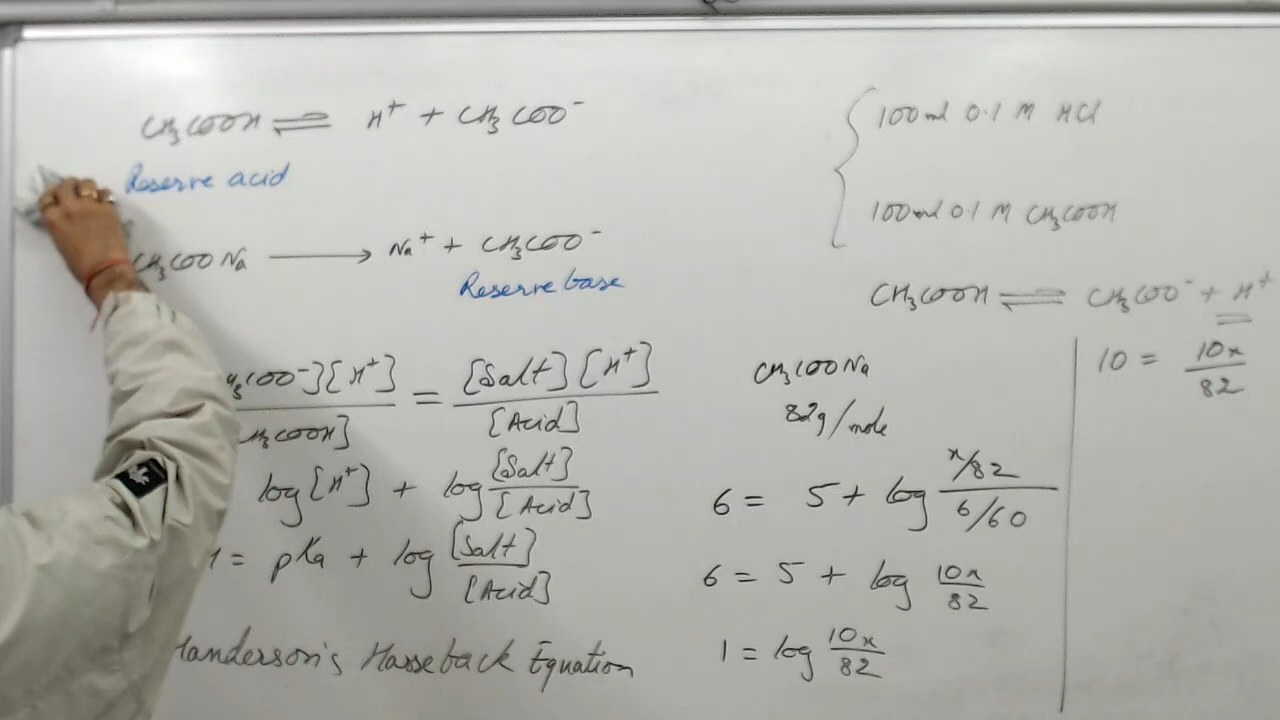 CH₃COOH ⇌ H⁺ + CH₃COO⁻
Reserve acid
CH₃COONa ⟶ Na⁺ + CH₃COO⁻
Reserve base
H₃COO⁻][H⁺] / H₃COOH] = [Salt][H⁺] / [Acid]
log[H⁺] + log [Salt] / [Acid]
= pKa + log [Salt] / [Acid]
Handerson's Hasseback Equation
100ml 0.1 M HCl
100ml 0.1 M CH₃COOH
CH₃COOH ⇌ CH₃COO⁻ + H⁺
CH₃COONa
82g/mole
6 = 5 + log x/82 / 6/60
6 = 5 + log 10x / 82
1 = log 10x / 82
10 = 10x / 82